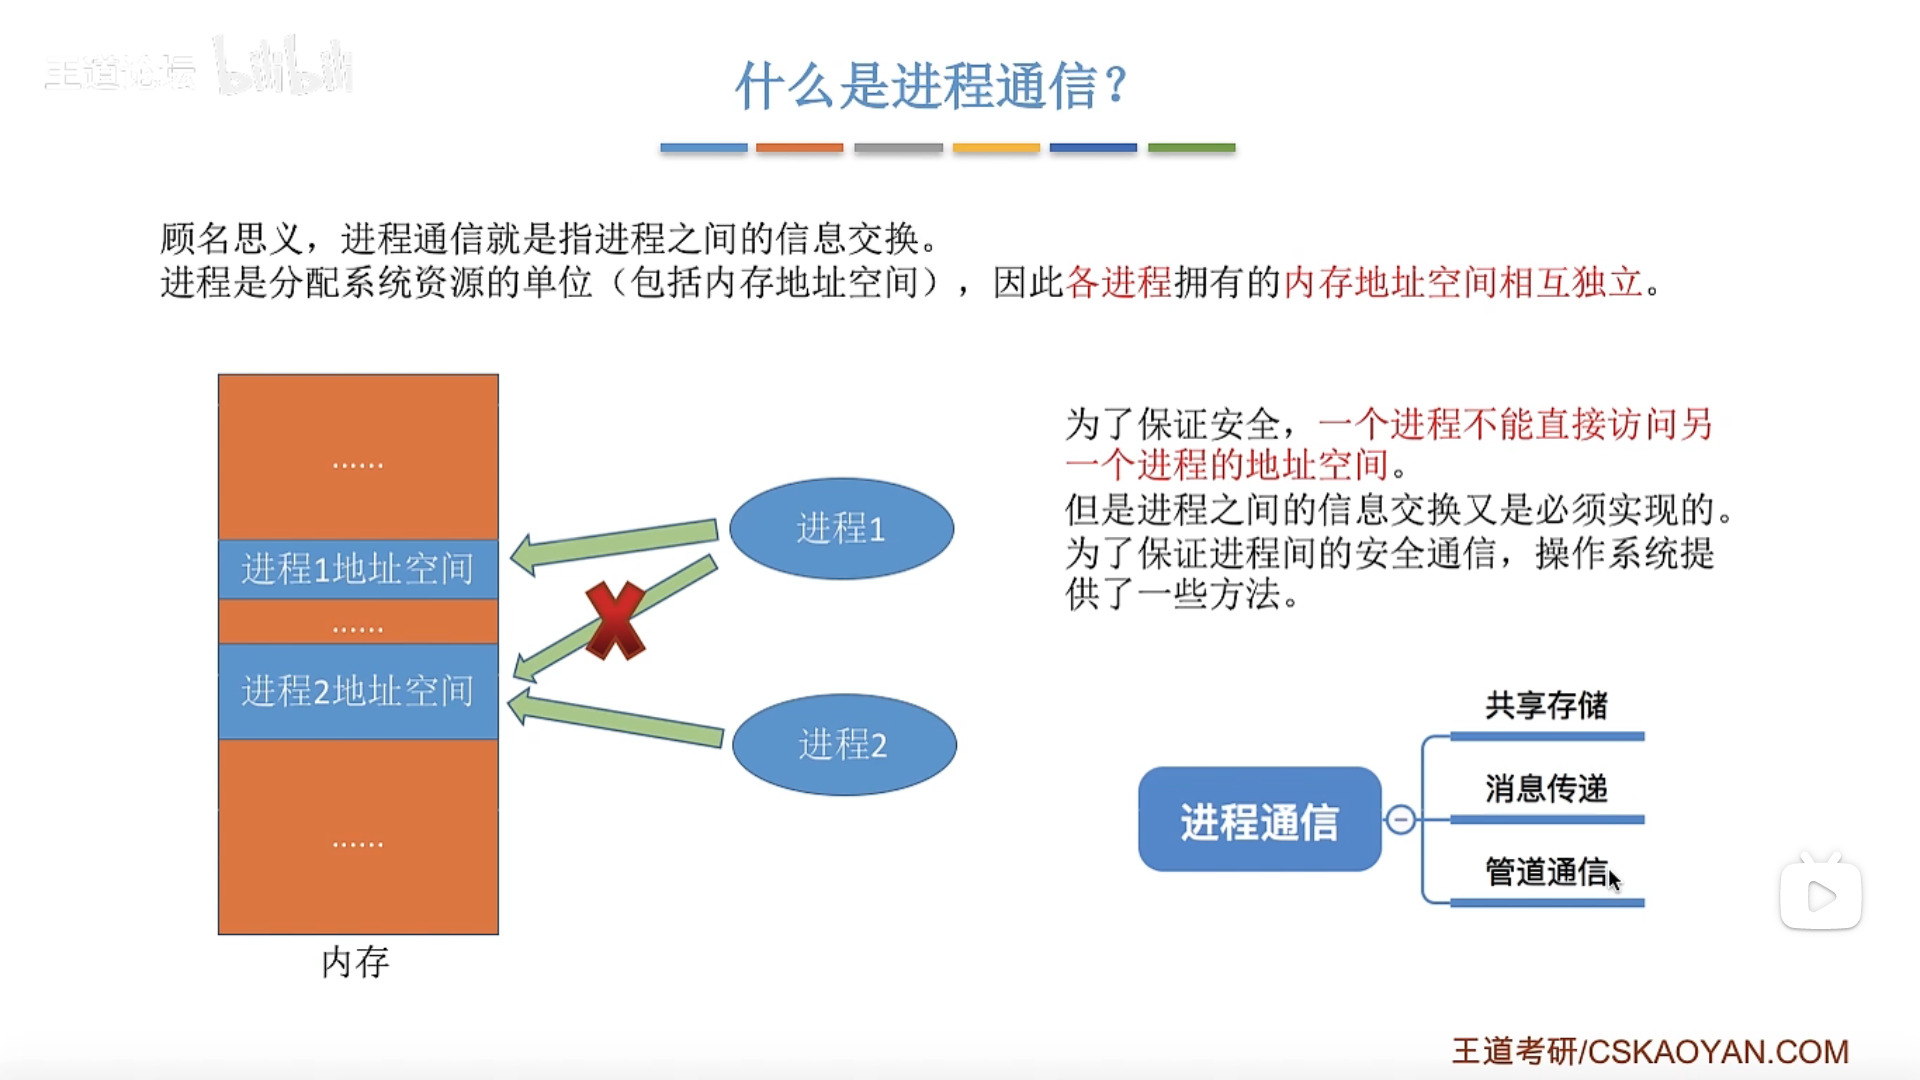 王道论坛 bilibili
什么是进程通信?
顾名思义，进程通信就是指进程之间的信息交换。
进程是分配系统资源的单位（包括内存地址空间），因此各进程拥有的内存地址空间相互独立。
......
进程1地址空间
......
进程2地址空间
......
内存
进程1
进程2
为了保证安全，一个进程不能直接访问另
一个进程的地址空间。
但是进程之间的信息交换又是必须实现的。
为了保证进程间的安全通信，操作系统提
供了一些方法。
进程通信
共享存储
消息传递
管道通信
王道考研/CSKAOYAN.COM